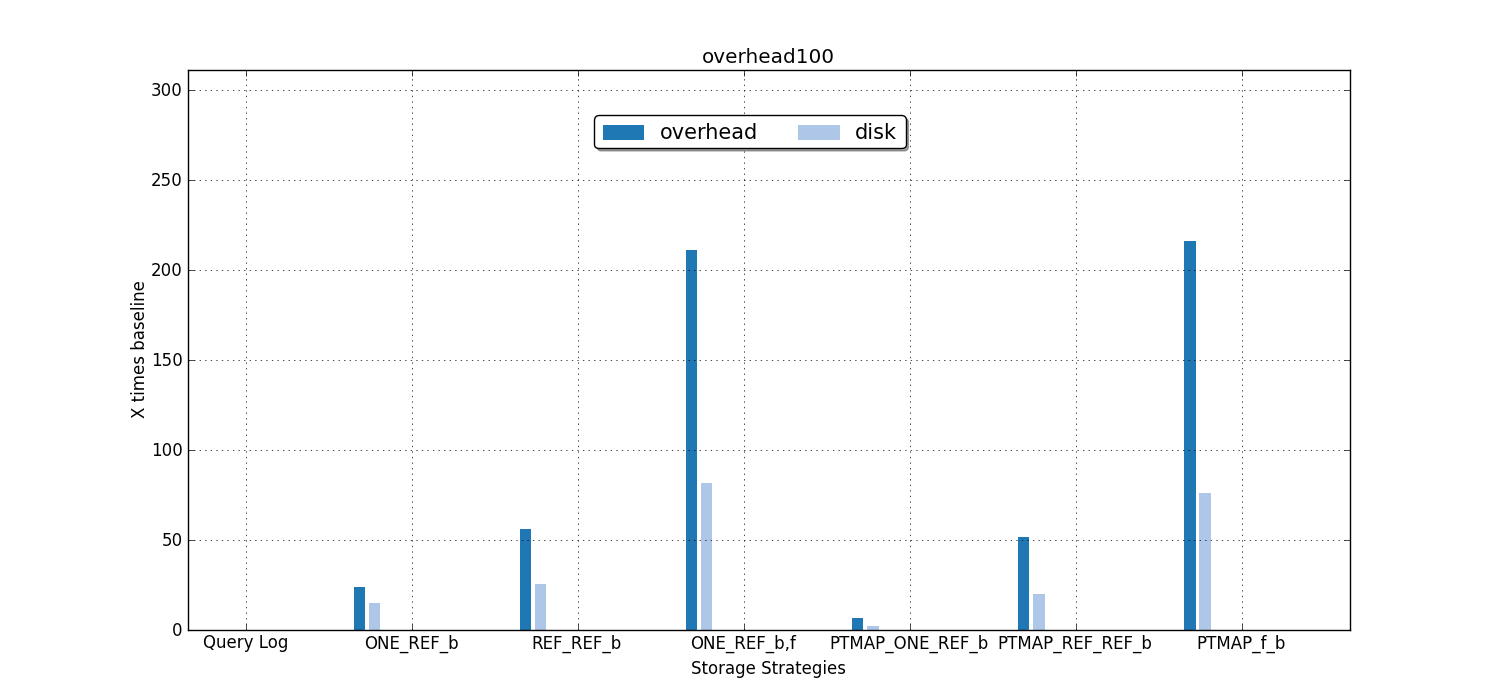 overhead100
300
overhead disk
250
200
X times baseline
150
100
50
0
Query Log ONE_REF_b REF_REF_b ONE_REF_b,f PTMAP_ONE_REF_b PTMAP_REF_REF_b PTMAP_f_b
Storage Strategies